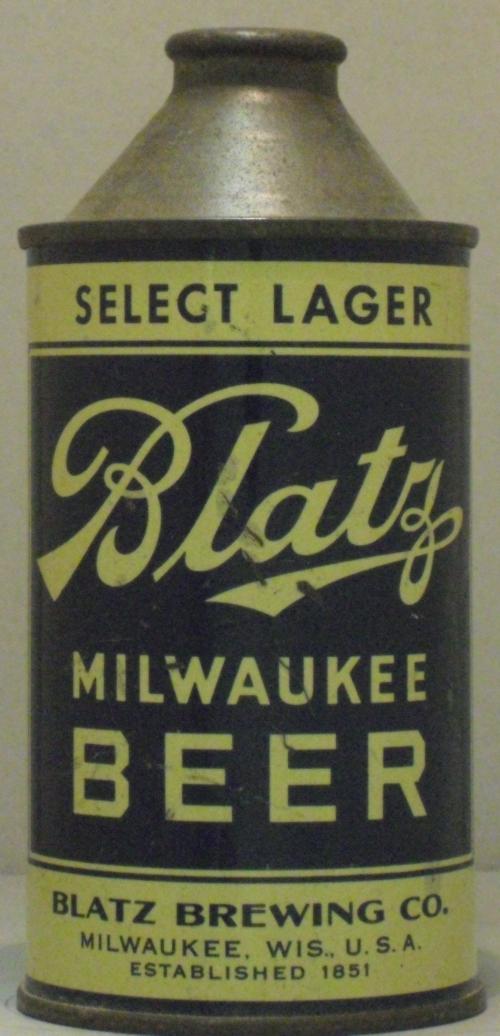 SELECT LAGER
Blatz
MILWAUKEE
BEER
BLATZ BREWING CO.
MILWAUKEE, WIS., U.S.A.
ESTABLISHED 1851